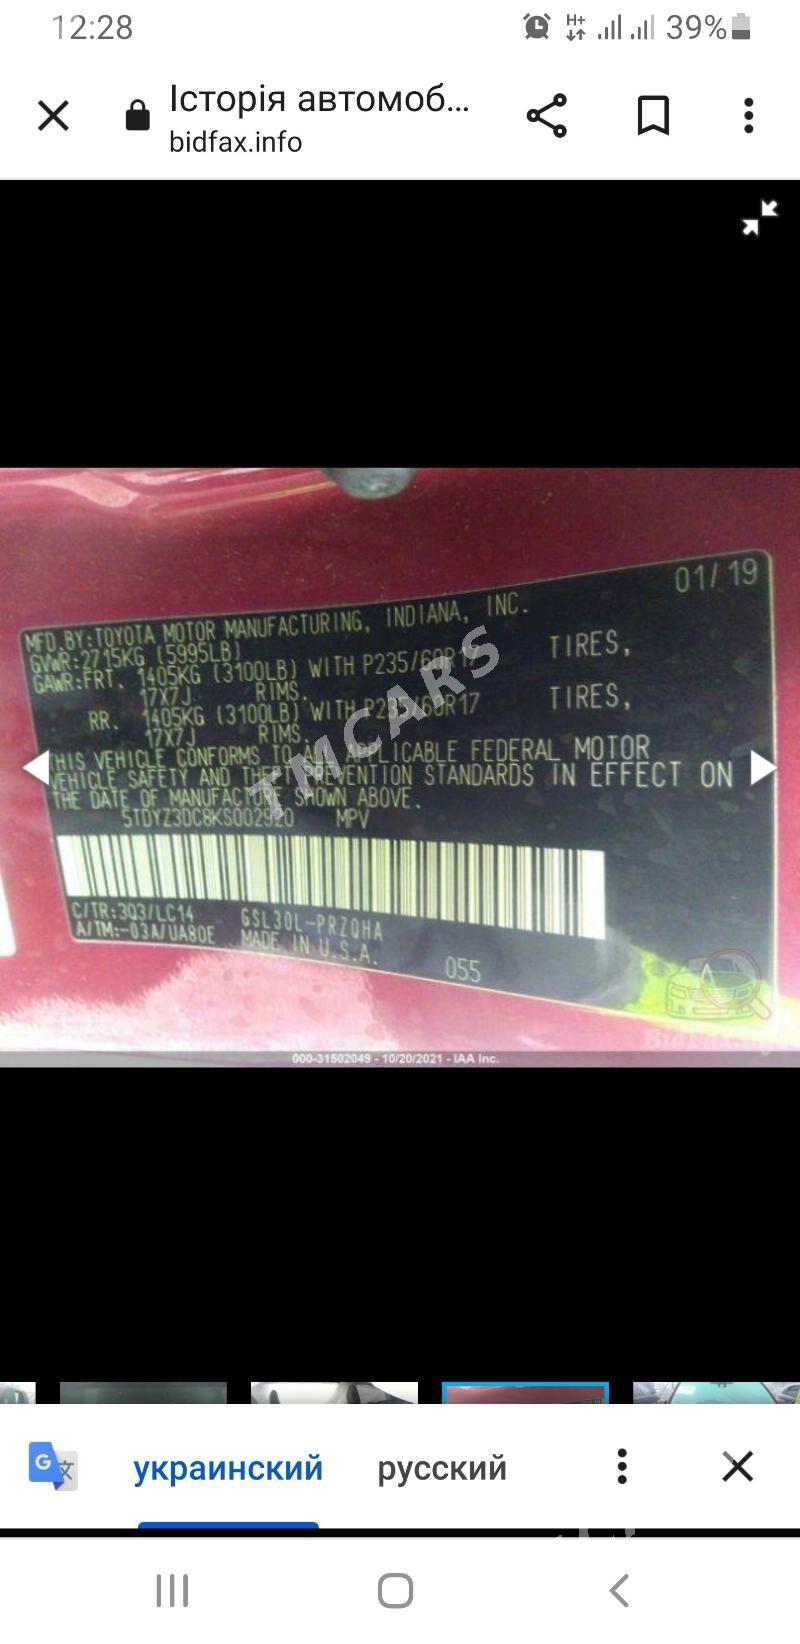 12:28
H+
39%
Історія автомоб...
bidfax.info
01/19
MFD.BY:TOYOTA MOTOR MANUFACTURING, INDIANA, INC.
GVWR:2715KG (5995LB)
GAWR:FRT. 1405KG (3100LB) WITH P235/60R17 TIRES,
17X7J RIMS.
RR. 1405KG (3100LB) WITH P235/60R17 TIRES,
17X7J RIMS.
THIS VEHICLE CONFORMS TO ALL APPLICABLE FEDERAL MOTOR
VEHICLE SAFETY AND THEFT PREVENTION STANDARDS IN EFFECT ON
THE DATE OF MANUFACTURE SHOWN ABOVE.
5TDYZ3DC8KS002920 MPV
C/TR:3Q3/LC14 GSL30L-PRZQHA
A/TM:-03A/UA80E MADE IN U.S.A.
055
TMCARS
000-31502049 - 10/20/2021 - IAA Inc.
G
украинский русский